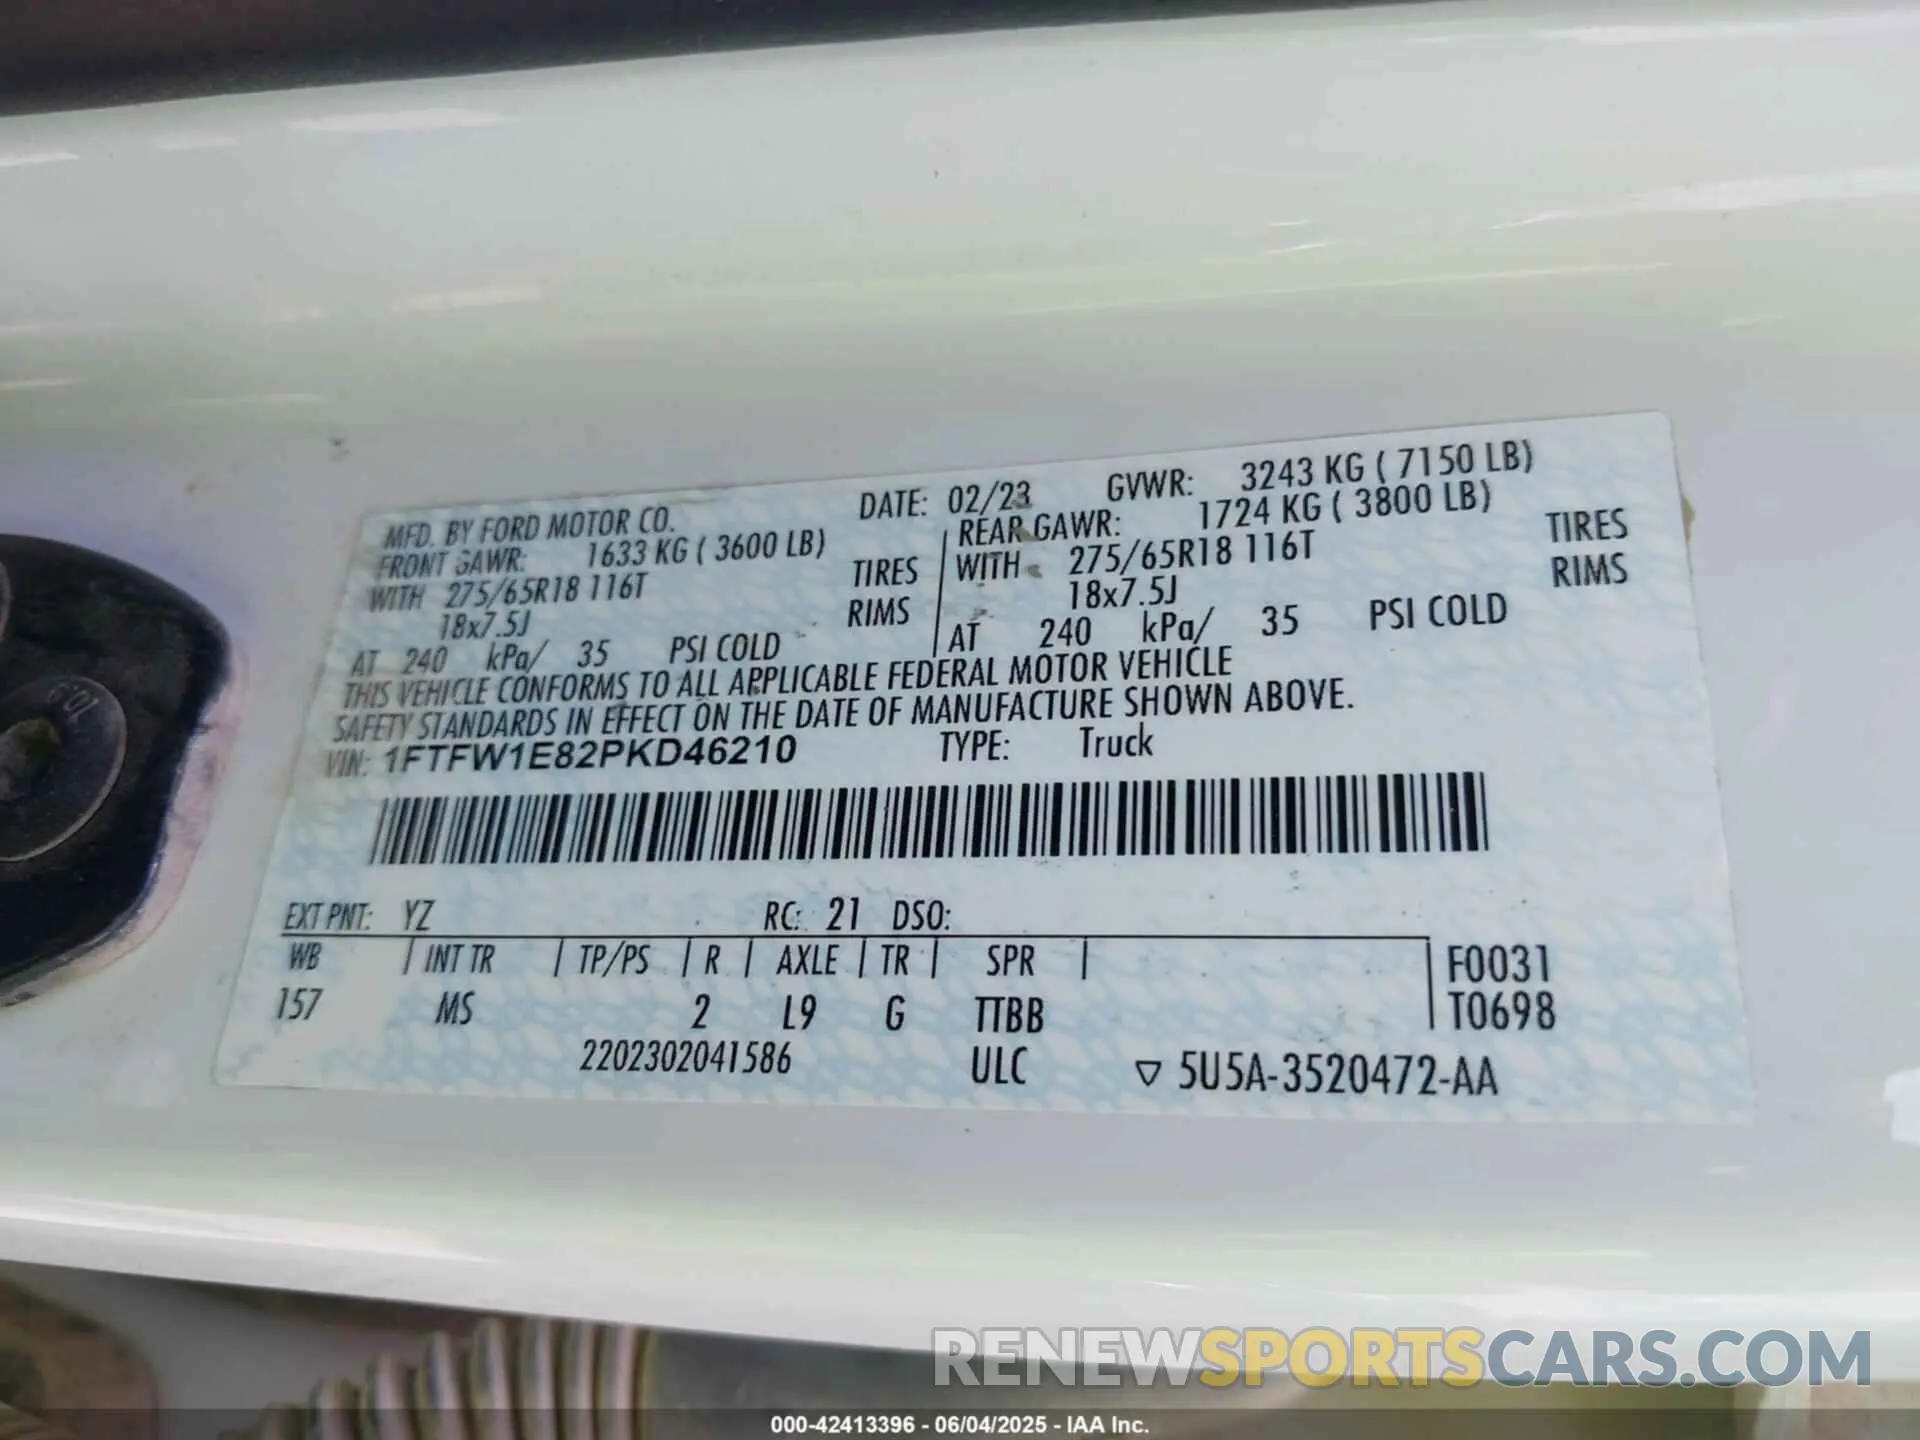 MFD. BY FORD MOTOR CO. DATE: 02/23 GVWR: 3243 KG ( 7150 LB)
FRONT GAWR: 1633 KG ( 3600 LB) REAR GAWR: 1724 KG ( 3800 LB)
WITH 275/65R18 116T TIRES WITH 275/65R18 116T TIRES
18x7.5J RIMS 18x7.5J RIMS
AT 240 kPa/ 35 PSI COLD AT 240 kPa/ 35 PSI COLD
THIS VEHICLE CONFORMS TO ALL APPLICABLE FEDERAL MOTOR VEHICLE
SAFETY STANDARDS IN EFFECT ON THE DATE OF MANUFACTURE SHOWN ABOVE.
VIN: 1FTFW1E82PKD46210 TYPE: Truck
EXT PNT: YZ RC: 21 DSO:
WB | INT TR | TP/PS | R | AXLE | TR | SPR | F0031
157 MS 2 L9 G TTBB T0698
2202302041586 ULC ▽ 5U5A-3520472-AA
10.9
RENEWSPORTSCARS.COM
000-42413396 - 06/04/2025 - IAA Inc.